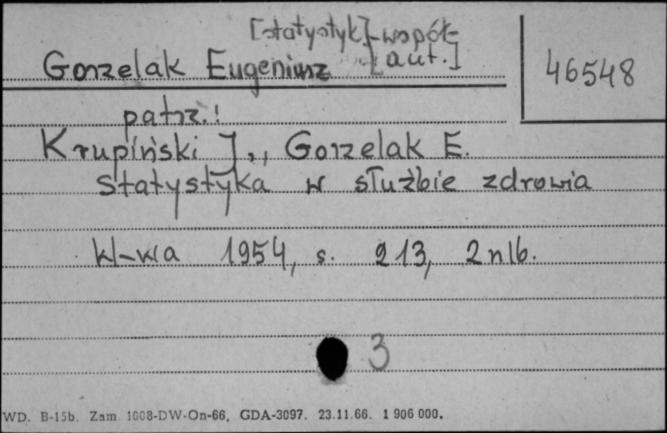 [statystyk]-współ-
Gorzelak Eugeniusz [aut.]
46548
patrz:
Krupiński J., Gorzelak E.
Statystyka w służbie zdrowia
W-wa 1954, s. 213, 2 nlb.
3
WD. B-15b. Zam 1008-DW-On-66, GDA-3097. 23.11.66. 1 906 000.